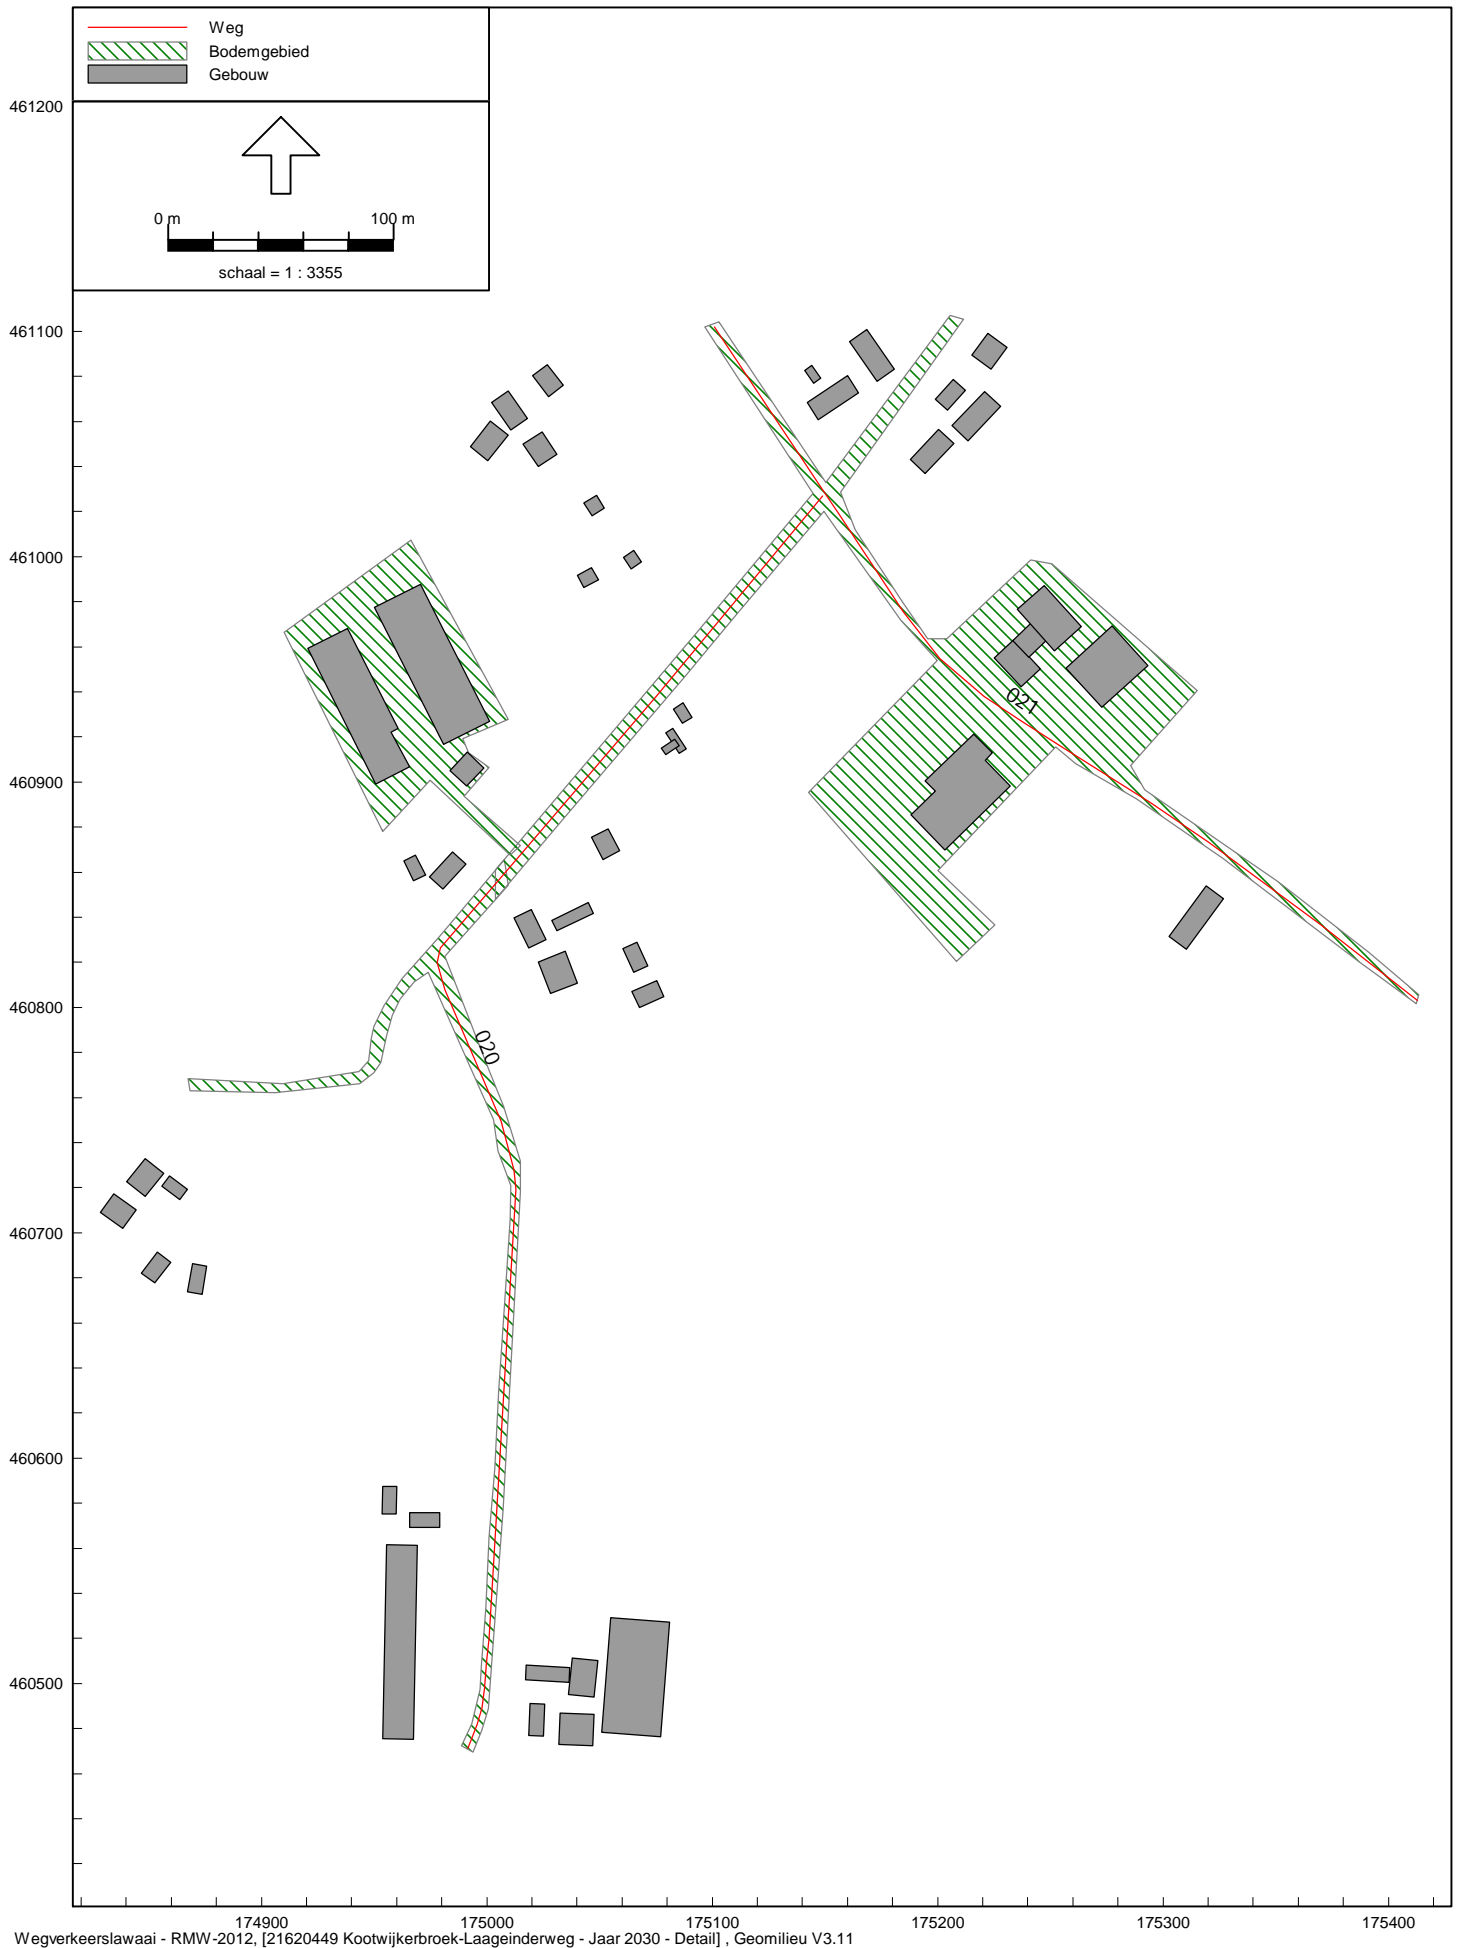 Weg
Bodemgebied
Gebouw
461200
0 m 100 m
schaal = 1 : 3355
461100
461000
021
460900
460800
020
460700
460600
460500
174900 175000 175100 175200 175300 175400
Wegverkeerslawaai - RMW-2012, [21620449 Kootwijkerbroek-Laageinderweg - Jaar 2030 - Detail] , Geomilieu V3.11